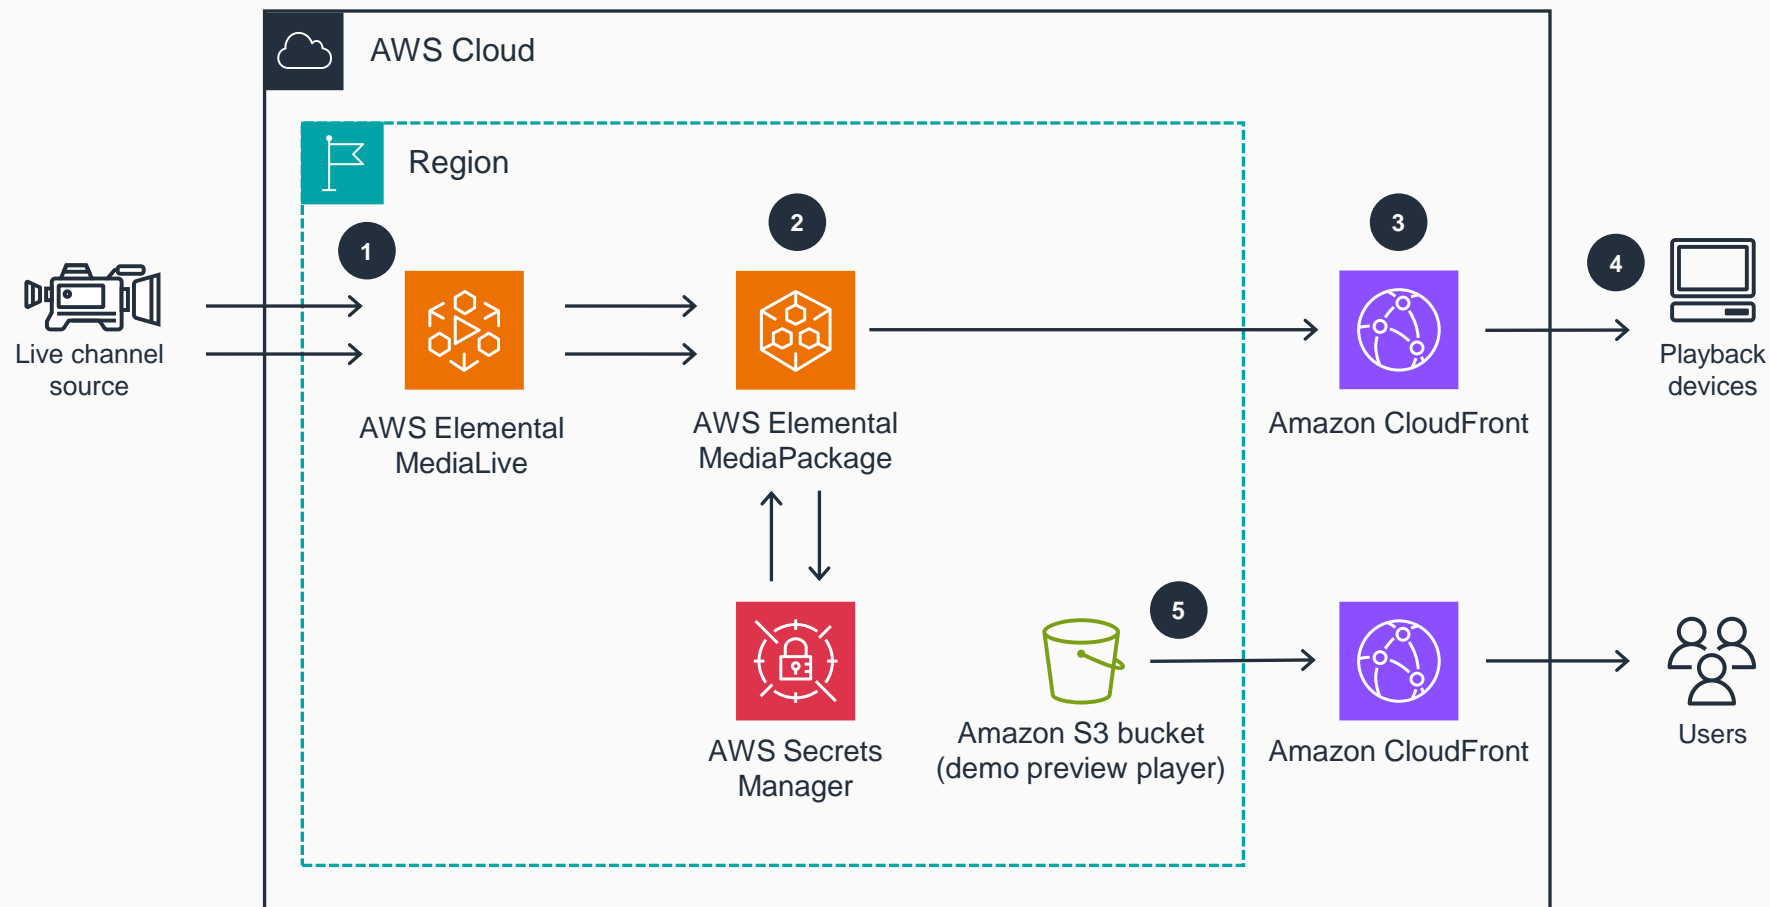 AWS Cloud
Region
1
2
3
4
Live channel
source
AWS Elemental
MediaLive
AWS Elemental
MediaPackage
Amazon CloudFront
Playback
devices
5
AWS Secrets
Manager
Amazon S3 bucket
(demo preview player)
Amazon CloudFront
Users